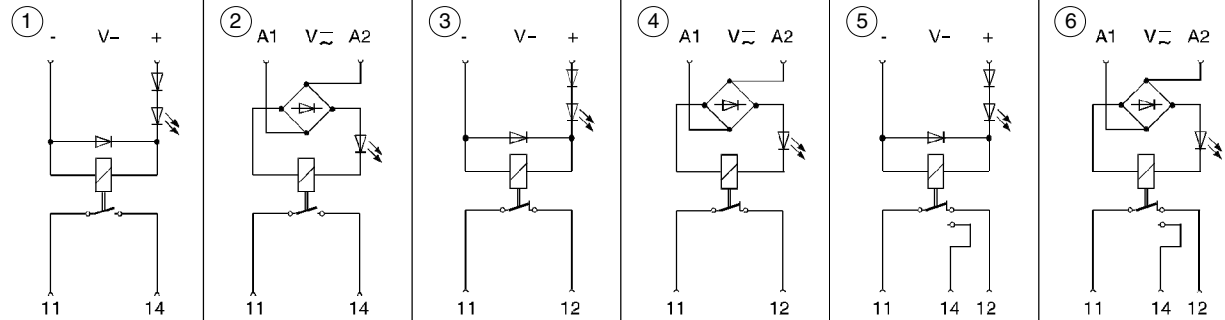 1 2 3 4 5 6
- V- + A1 V⎓~ A2 - V- + A1 V⎓~ A2 - V- + A1 V⎓~ A2
11 14 11 14 11 12 11 12 11 14 12 11 14 12